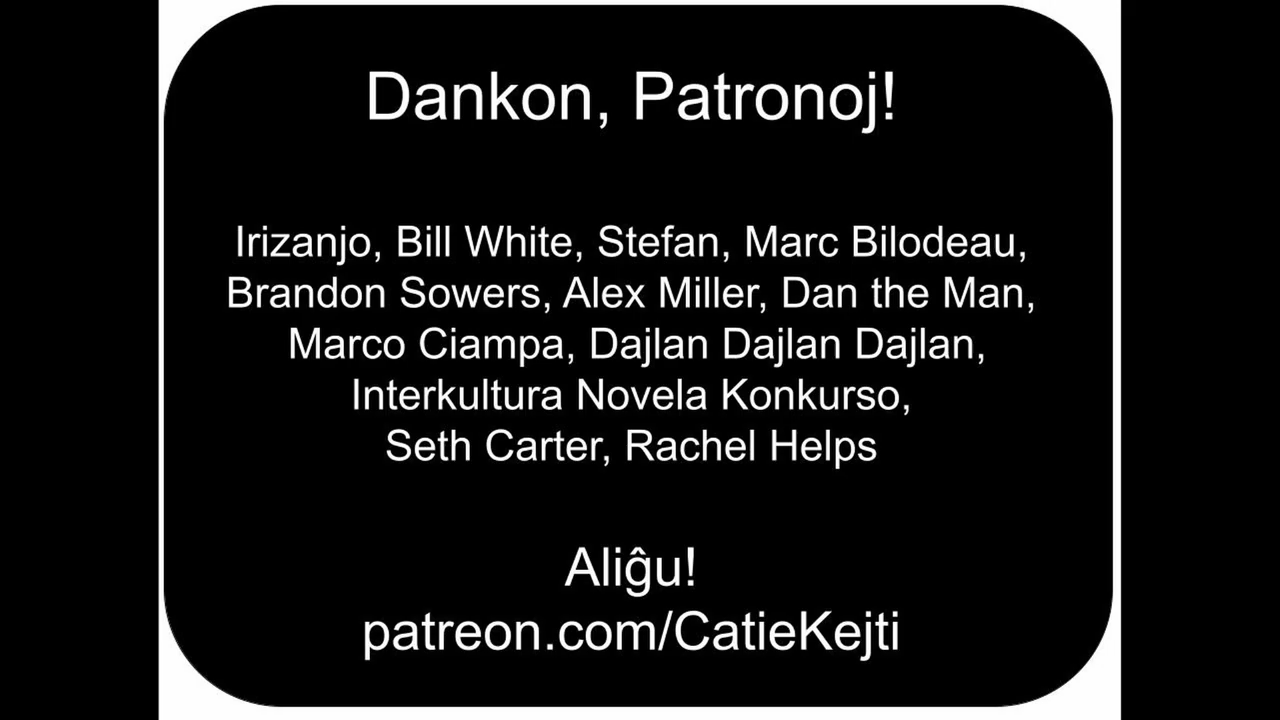 Dankon, Patronoj!
Irizanjo, Bill White, Stefan, Marc Bilodeau,
Brandon Sowers, Alex Miller, Dan the Man,
Marco Ciampa, Dajlan Dajlan Dajlan,
Interkultura Novela Konkurso,
Seth Carter, Rachel Helps
Aliĝu!
patreon.com/CatieKejti